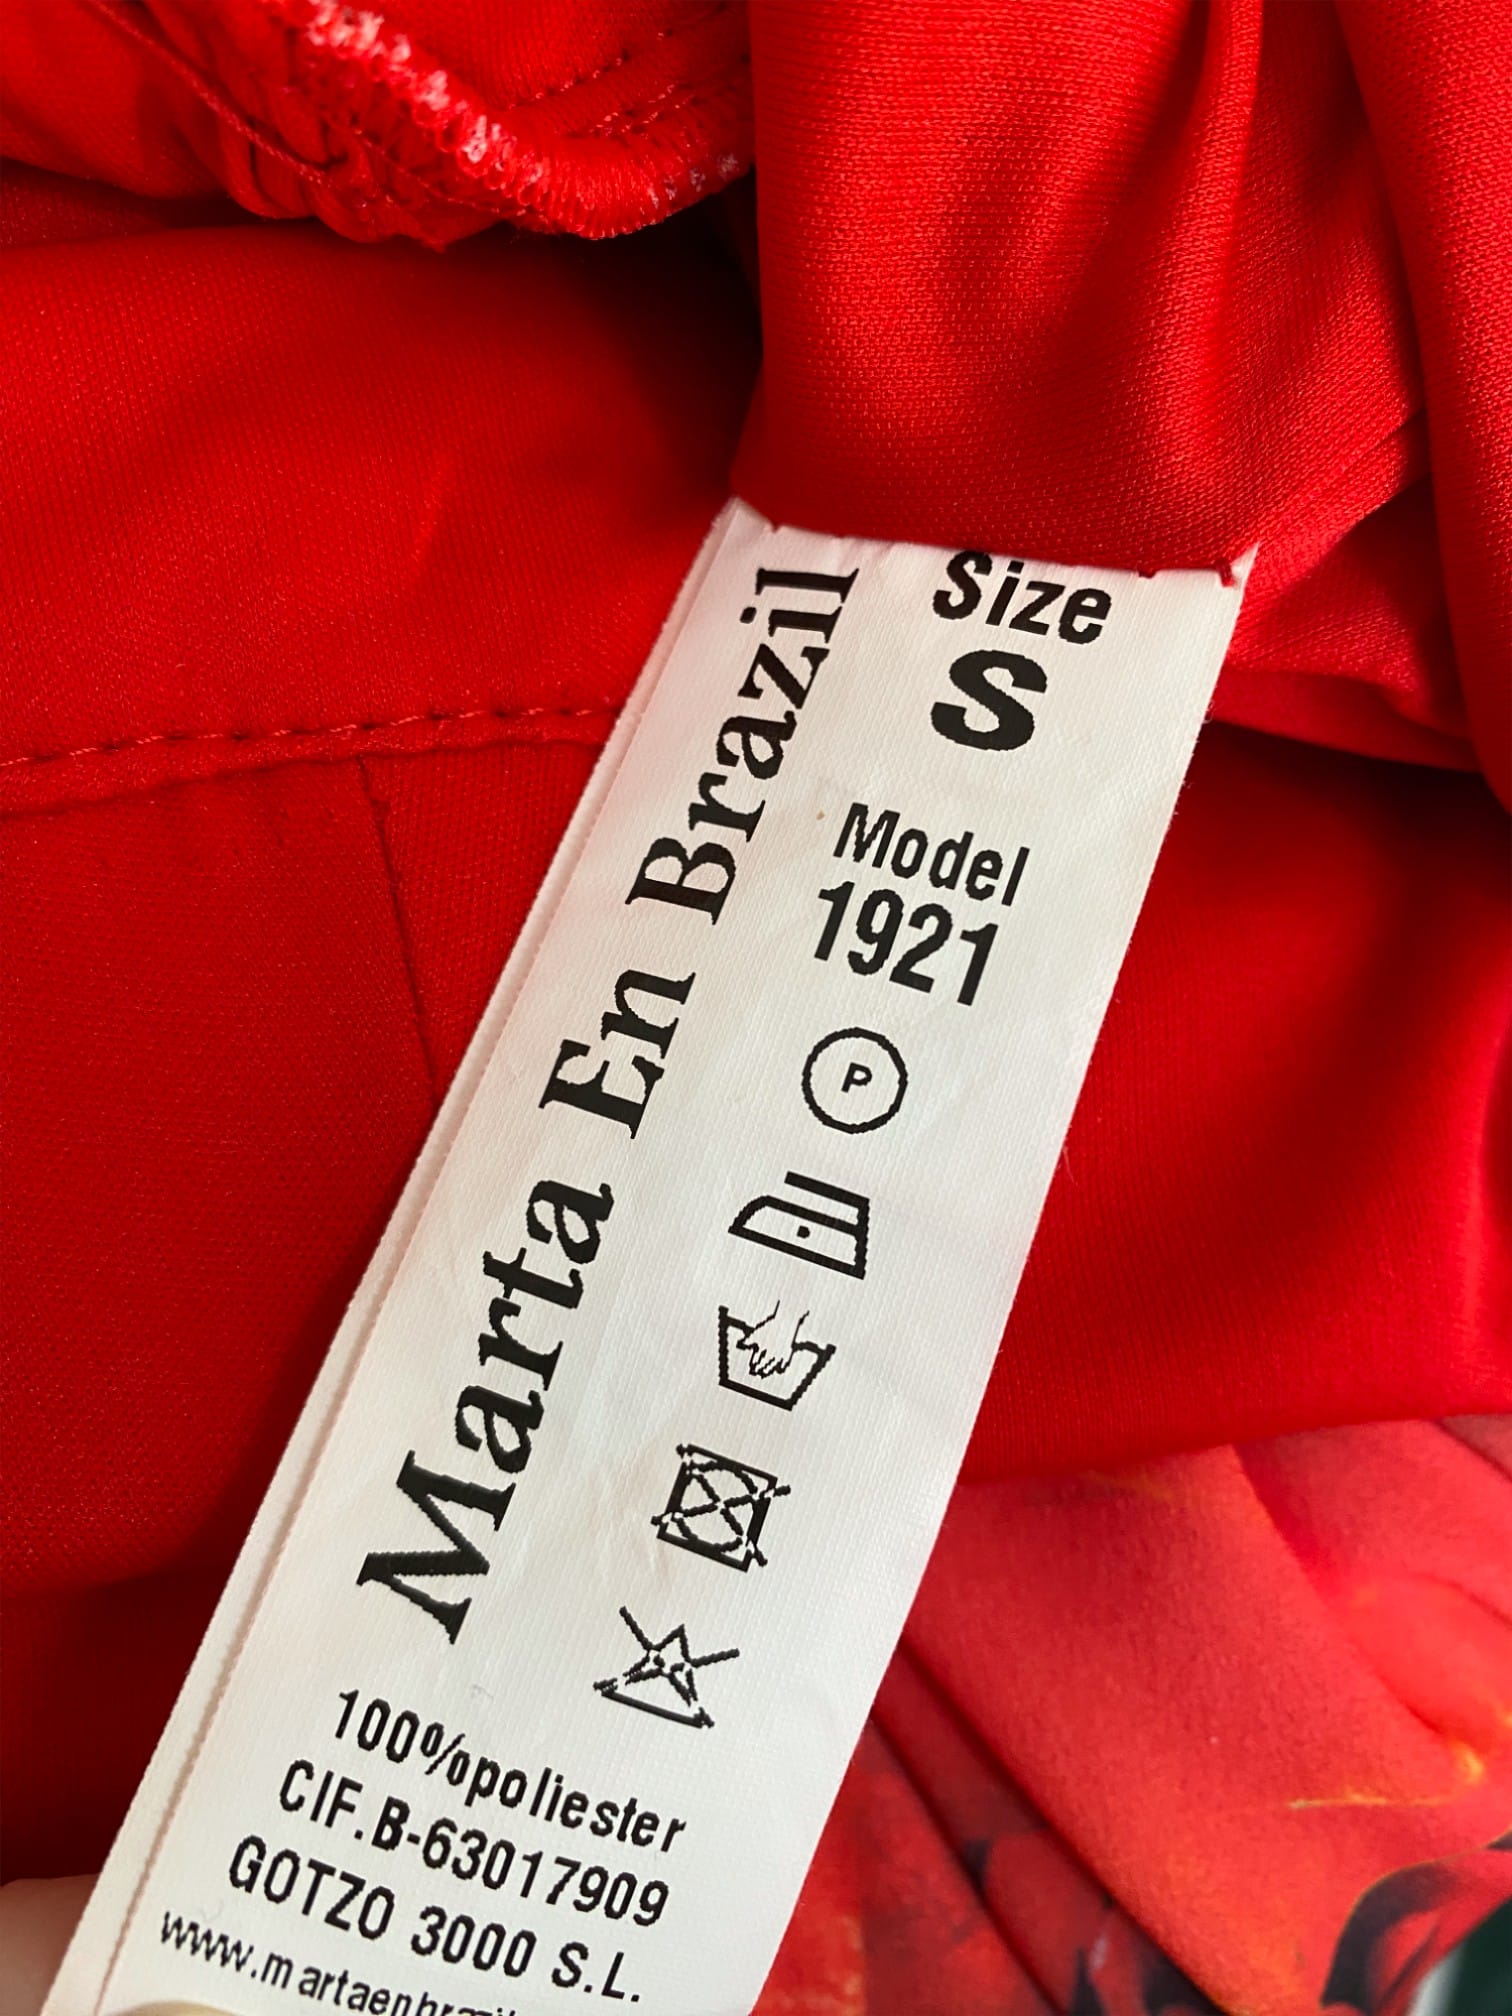 Size
S
Model
1921
P
Marta En Brazil
100%poliester
CIF.B-63017909
GOTZO 3000 S.L.